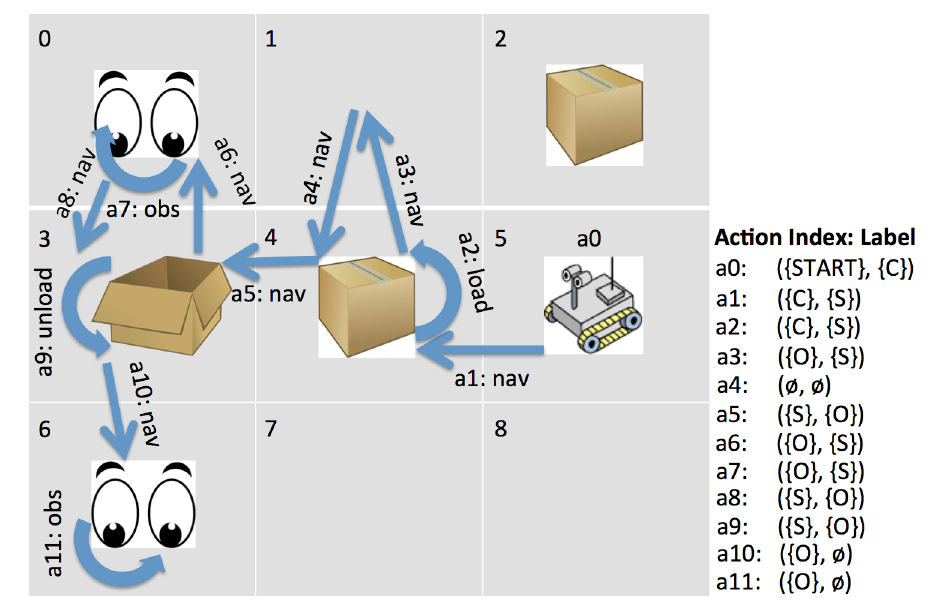 0
1
2
a8: nav
a7: obs
a6: nav
a4: nav
a3: nav
3
4
5
a0
a9: unload
a5: nav
a2: load
a1: nav
a10: nav
6
7
8
a11: obs
Action Index: Label
a0: ({START}, {C})
a1: ({C}, {S})
a2: ({C}, {S})
a3: ({O}, {S})
a4: (ø, ø)
a5: ({S}, {O})
a6: ({O}, {S})
a7: ({O}, {S})
a8: ({S}, {O})
a9: ({S}, {O})
a10: ({O}, ø)
a11: ({O}, ø)